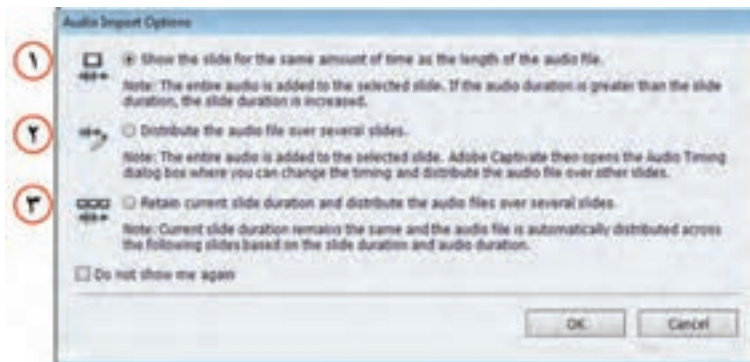 Audio Import Options
۱
Show the slide for the same amount of time as the length of the audio file.
Note: The entire audio is added to the selected slide. If the audio duration is greater than the slide
duration, the slide duration is increased.
۲
Distribute the audio file over several slides.
Note: The entire audio is added to the selected slide. Adobe Captivate then opens the Audio Timing
dialog box where you can change the timing and distribute the audio file over other slides.
۳
Retain current slide duration and distribute the audio files over several slides.
Note: Current slide duration remains the same and the audio file is automatically distributed across
the following slides based on the slide duration and audio duration.
Do not show me again
OK
Cancel